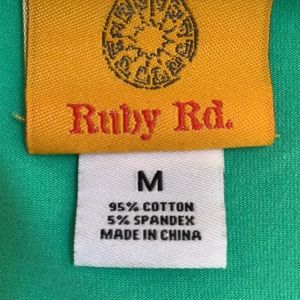 Ruby Rd.
M
95% COTTON
5% SPANDEX
MADE IN CHINA